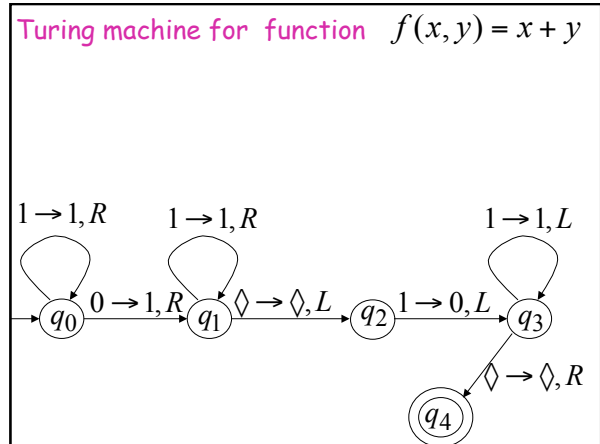 Turing machine for function f(x, y) = x + y
1 → 1, R 1 → 1, R 1 → 1, L
q0 0 → 1, R q1 ◊ → ◊, L q2 1 → 0, L q3
◊ → ◊, R
q4